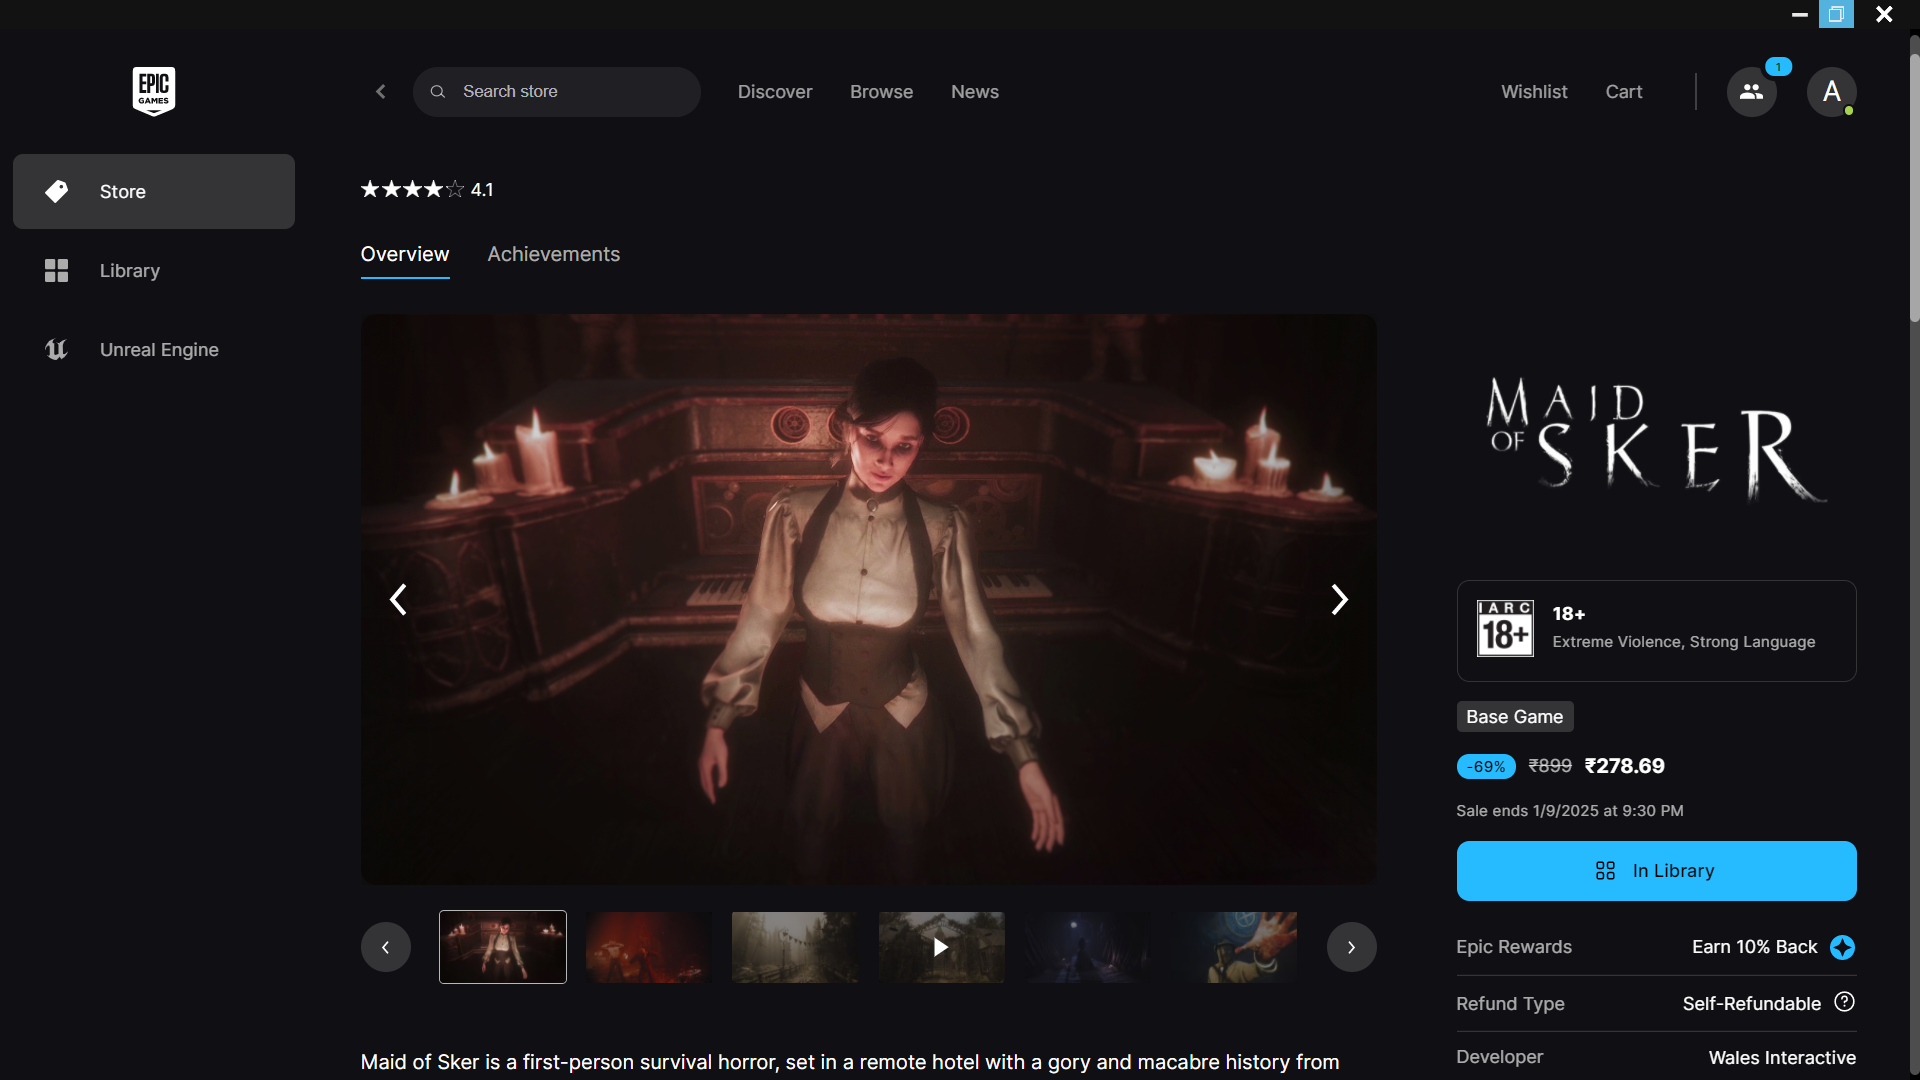 EPIC
GAMES
Search store
Discover
Browse
News
Wishlist
Cart
1
A
Store
Library
Unreal Engine
4.1
Overview
Achievements
MAID
OF SKER
IARC
18+
18+
Extreme Violence, Strong Language
Base Game
-69%
₹899
₹278.69
Sale ends 1/9/2025 at 9:30 PM
In Library
Epic Rewards
Earn 10% Back
Refund Type
Self-Refundable
Developer
Wales Interactive
Maid of Sker is a first-person survival horror, set in a remote hotel with a gory and macabre history from